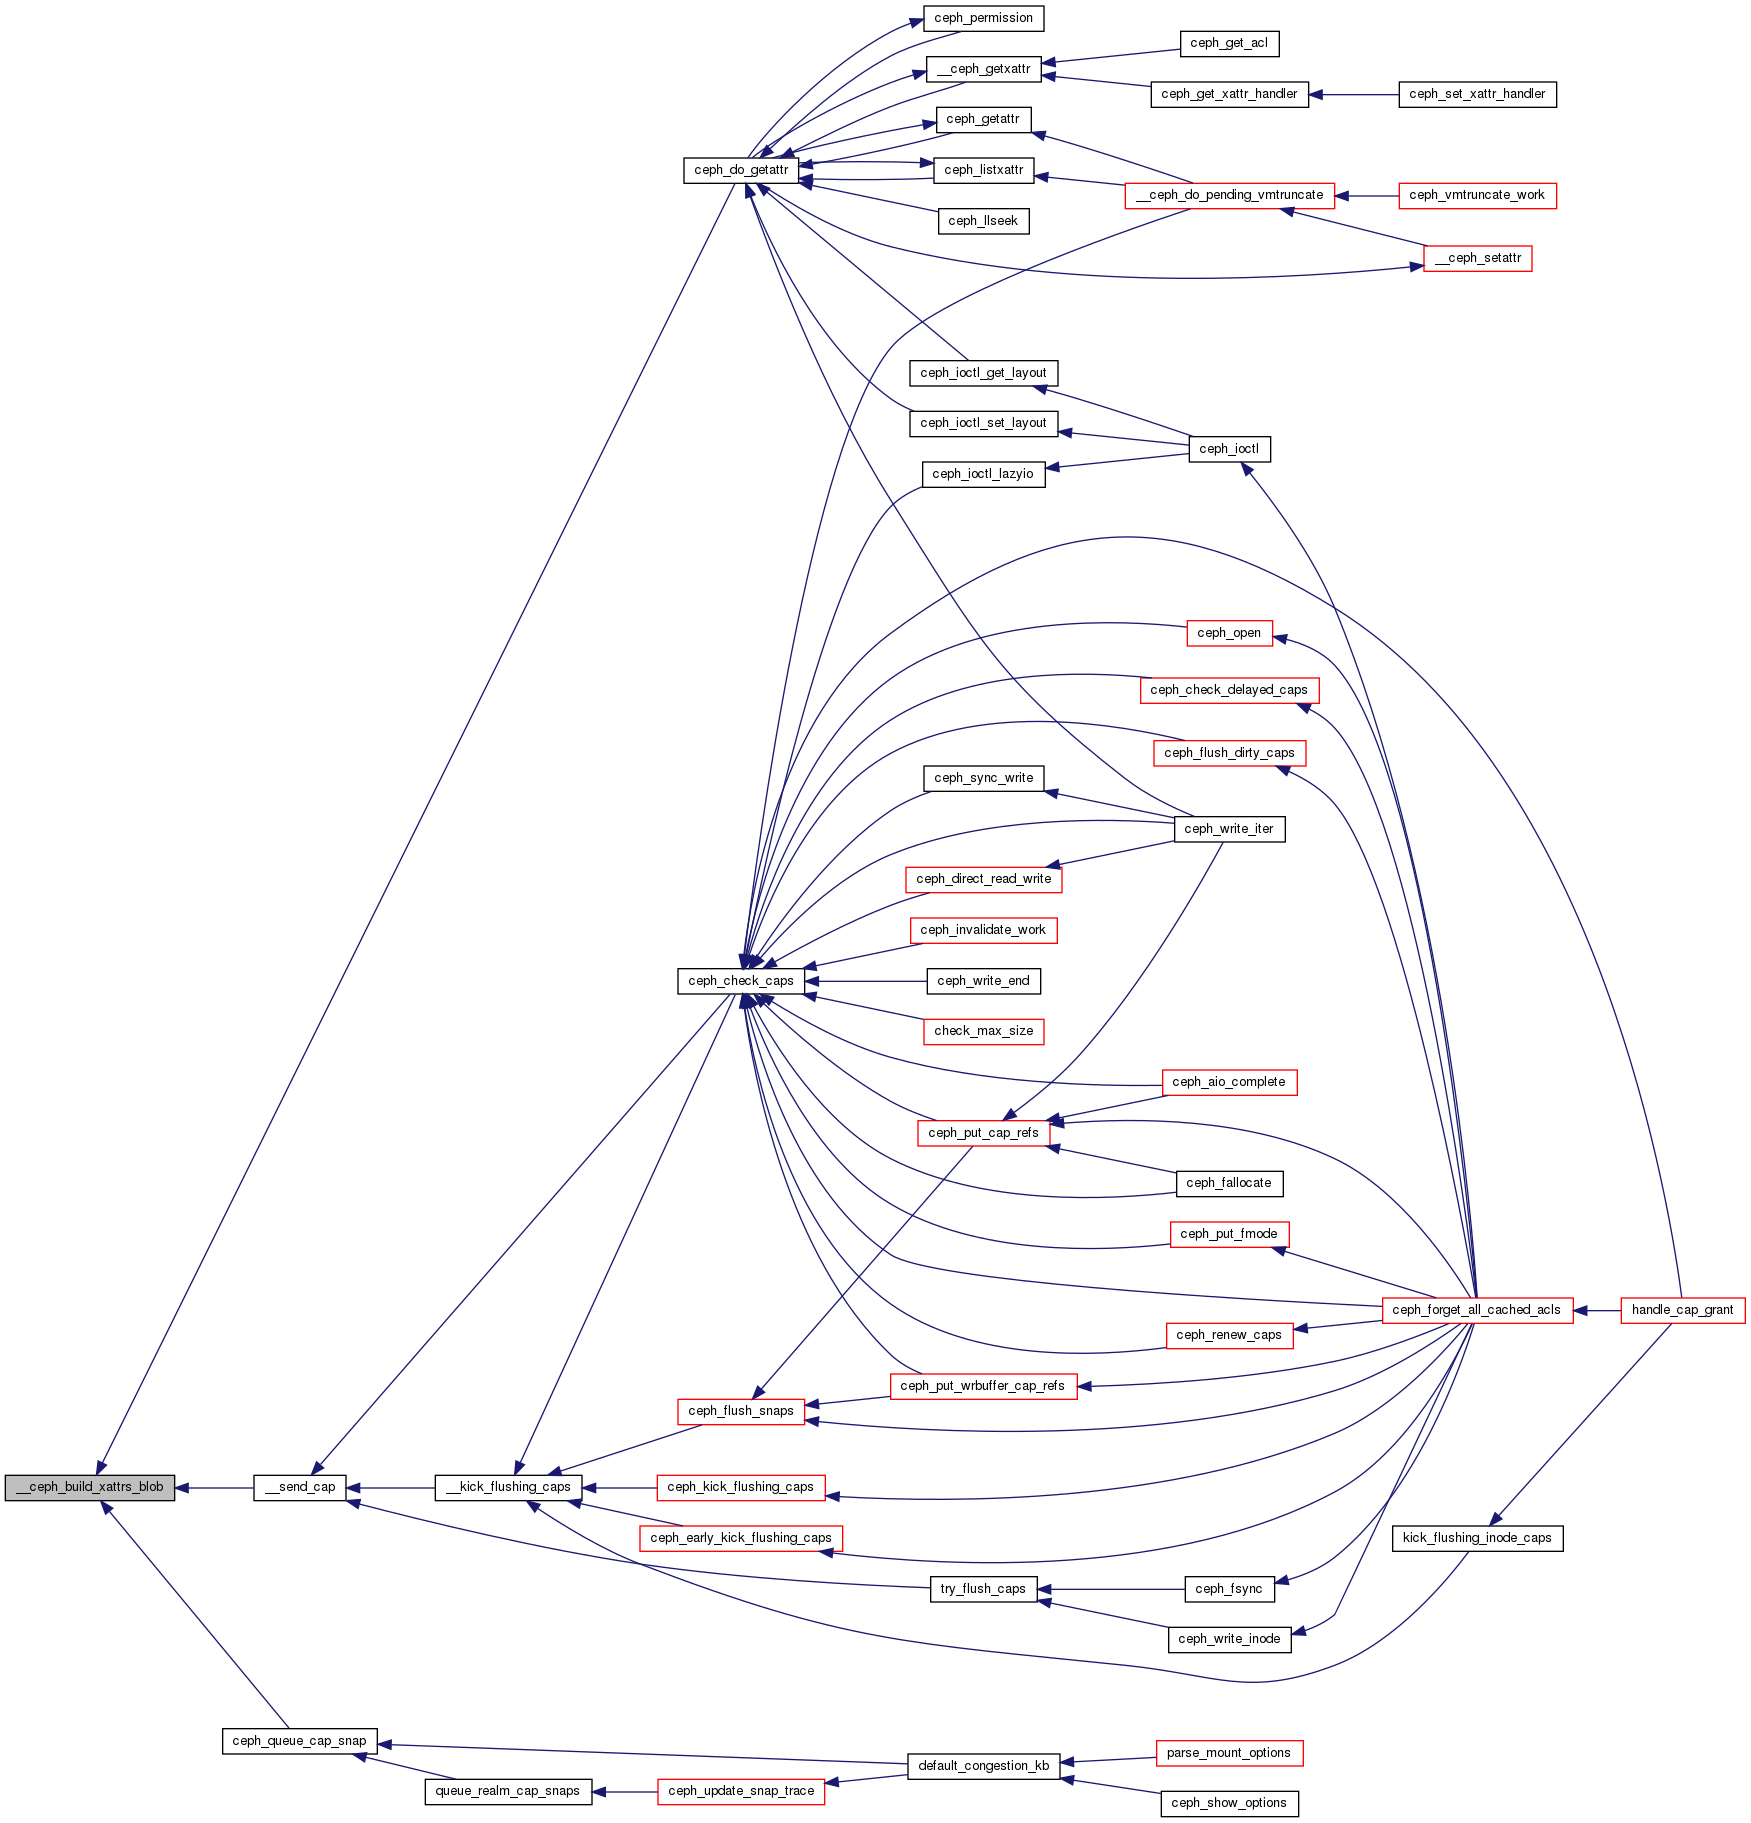 ceph_permission
ceph_get_acl
__ceph_getxattr
ceph_get_xattr_handler
ceph_set_xattr_handler
ceph_getattr
ceph_do_getattr
ceph_listxattr
__ceph_do_pending_vmtruncate
ceph_vmtruncate_work
ceph_llseek
__ceph_setattr
ceph_ioctl_get_layout
ceph_ioctl_set_layout
ceph_ioctl
ceph_ioctl_lazyio
ceph_open
ceph_check_delayed_caps
ceph_flush_dirty_caps
ceph_sync_write
ceph_write_iter
ceph_direct_read_write
ceph_invalidate_work
ceph_check_caps
ceph_write_end
check_max_size
ceph_aio_complete
ceph_put_cap_refs
ceph_fallocate
ceph_put_fmode
ceph_forget_all_cached_acls
handle_cap_grant
ceph_renew_caps
ceph_put_wrbuffer_cap_refs
ceph_flush_snaps
__ceph_build_xattrs_blob
__send_cap
__kick_flushing_caps
ceph_kick_flushing_caps
ceph_early_kick_flushing_caps
kick_flushing_inode_caps
try_flush_caps
ceph_fsync
ceph_write_inode
ceph_queue_cap_snap
default_congestion_kb
parse_mount_options
queue_realm_cap_snaps
ceph_update_snap_trace
ceph_show_options